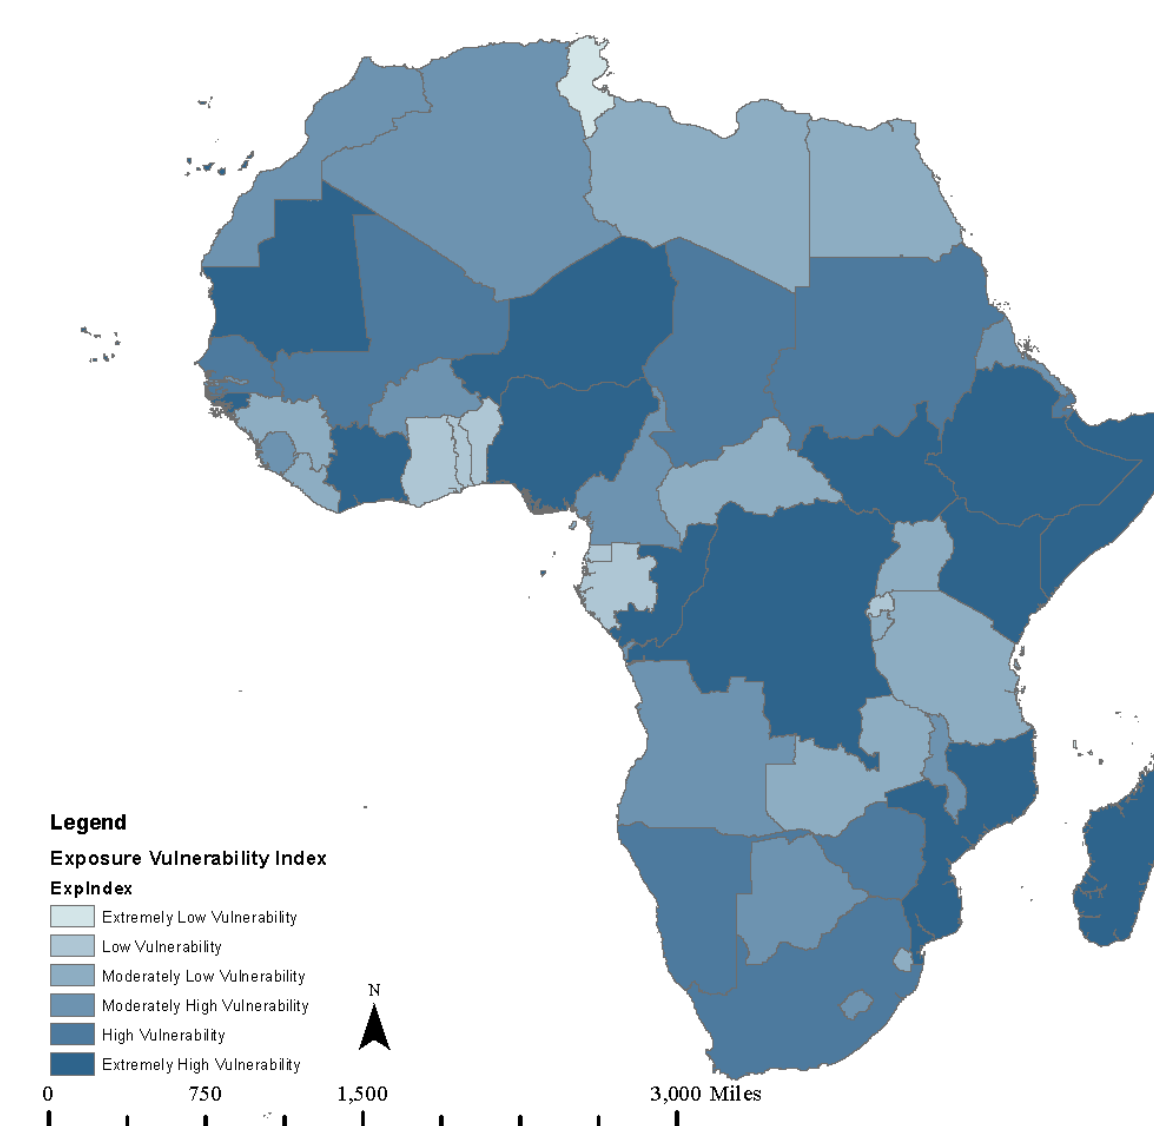 Legend
Exposure Vulnerability Index
ExpIndex
Extremely Low Vulnerability
Low Vulnerability
Moderately Low Vulnerability
Moderately High Vulnerability
High Vulnerability
Extremely High Vulnerability
N
0 750 1,500 3,000 Miles